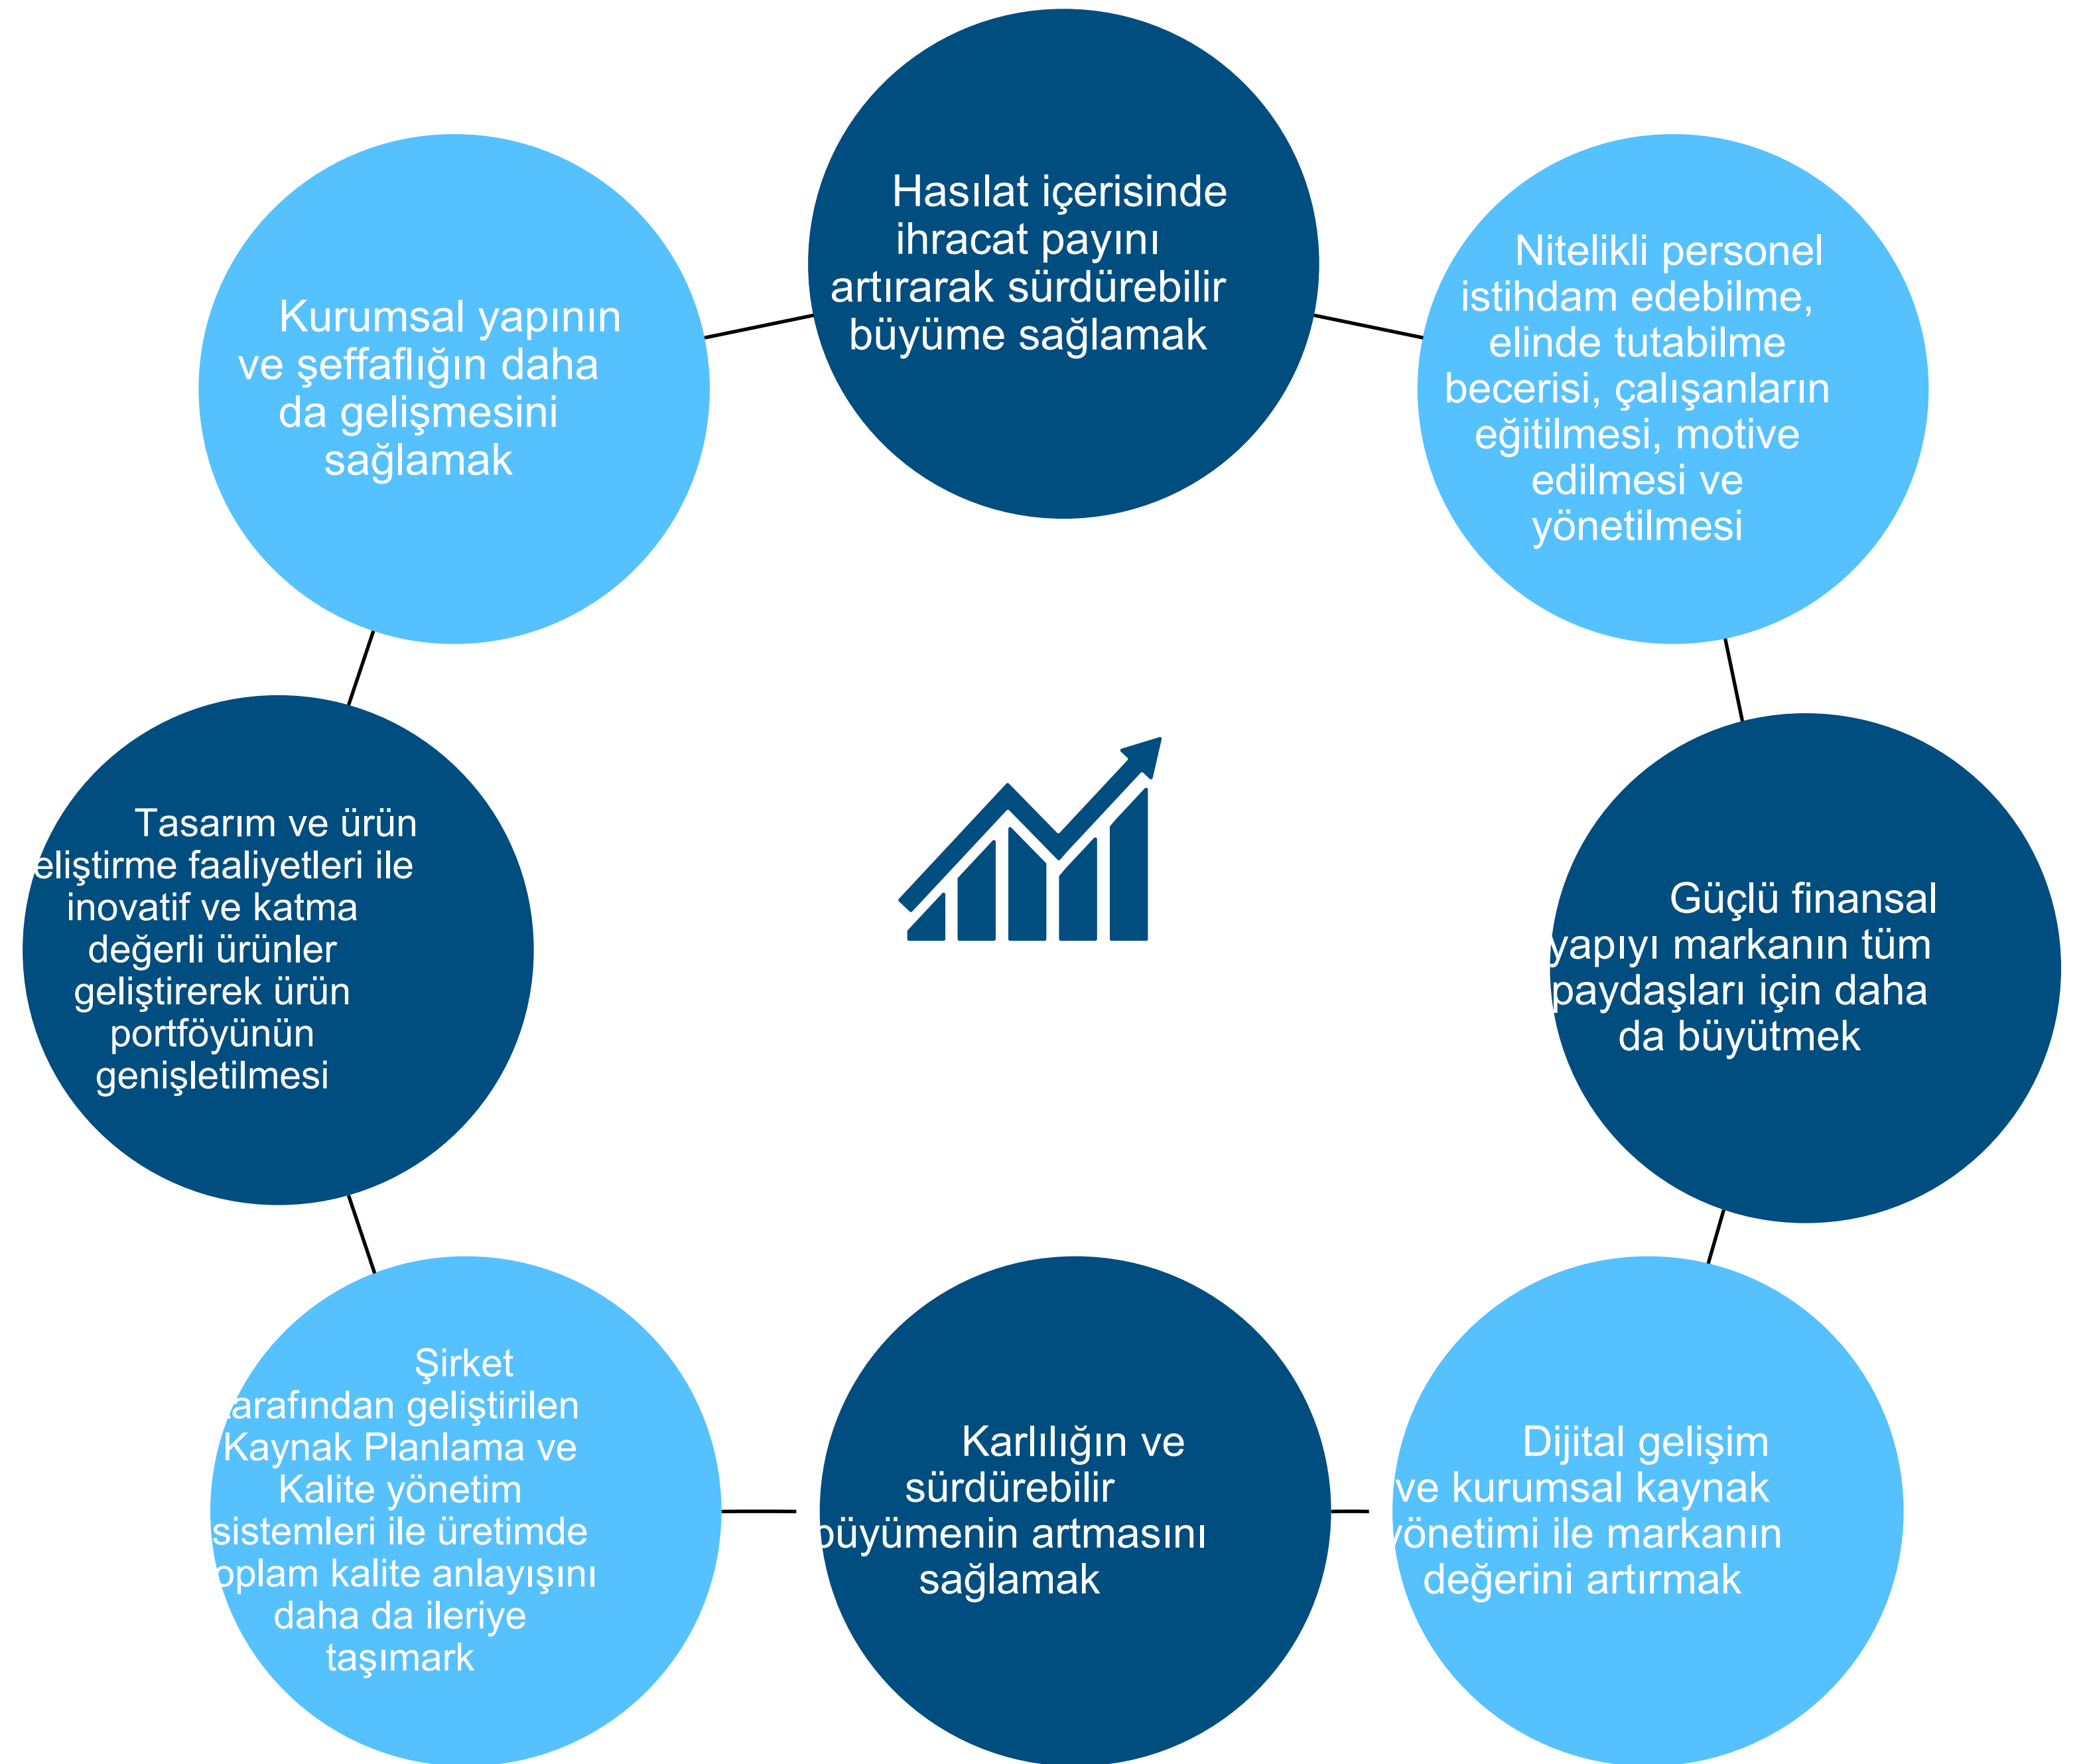 Hasılat içerisinde
ihracat payını
artırarak sürdürebilir
büyüme sağlamak
Nitelikli personel
istihdam edebilme,
elinde tutabilme
becerisi, çalışanların
eğitilmesi, motive
edilmesi ve
yönetilmesi
Güçlü finansal
yapıyı markanın tüm
paydaşları için daha
da büyütmek
Dijital gelişim
ve kurumsal kaynak
yönetimi ile markanın
değerini artırmak
Karlılığın ve
sürdürebilir
büyümenin artmasını
sağlamak
Şirket
arafından geliştirilen
Kaynak Planlama ve
Kalite yönetim
sistemleri ile üretimde
oplam kalite anlayışını
daha da ileriye
taşımark
Tasarım ve ürün
eliştirme faaliyetleri ile
inovatif ve katma
değerli ürünler
geliştirerek ürün
portföyünün
genişletilmesi
Kurumsal yapının
ve şeffaflığın daha
da gelişmesini
sağlamak